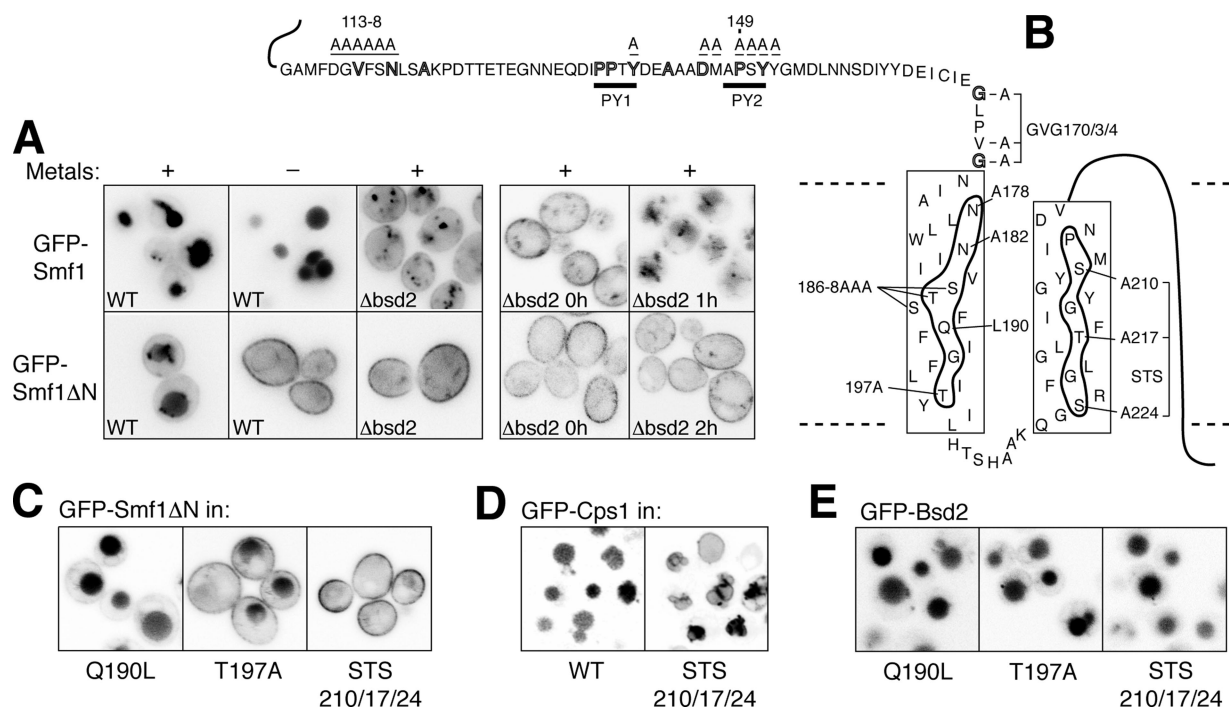 113-8
149
B
AAAAAA
A
AA
AAAA
GAMFDGVFSNLSAKPDTTETEGNNEQDIPPTYDEAAADMAPSYYGMDLNNSDIYYDEICIE
PY1
PY2
G-A
L
P
V-A
G-A
GVG170/3/4
A
Metals:
+
−
+
+
+
GFP-
Smf1
WT
WT
Δbsd2
Δbsd2 0h
Δbsd2 1h
GFP-
Smf1ΔN
WT
WT
Δbsd2
Δbsd2 0h
Δbsd2 2h
N
I
A
N
L
L
W
N
I
I
V
S
T
S
Q
F
F
G
I
F
L
T
I
Y
I
L
H
T
S
H
A
A
K
A178
A182
186-8AAA
L190
197A
V
D
N
P
I
M
S
Y
G
Y
G
I
F
T
L
G
L
G
F
R
S
G
Q
A210
A217
STS
A224
C
GFP-Smf1ΔN in:
Q190L
T197A
STS
210/17/24
D
GFP-Cps1 in:
WT
STS
210/17/24
E
GFP-Bsd2
Q190L
T197A
STS
210/17/24